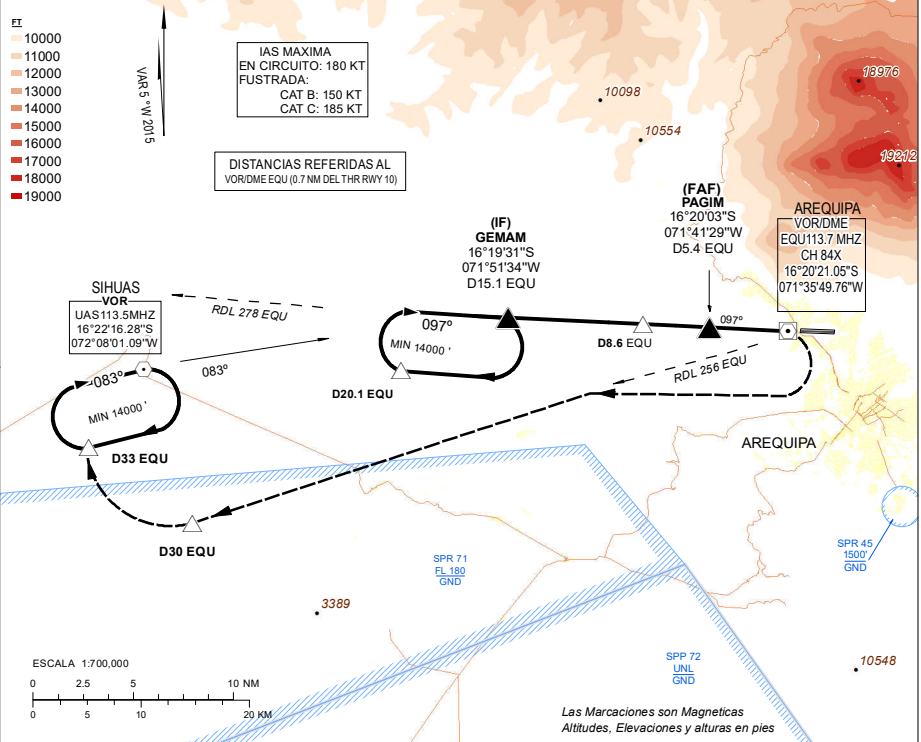 FT
10000
11000
12000
13000
14000
15000
16000
17000
18000
19000
VAR 5 °W 2015
IAS MAXIMA
EN CIRCUITO: 180 KT
FUSTRADA:
CAT B: 150 KT
CAT C: 185 KT
DISTANCIAS REFERIDAS AL
VOR/DME EQU (0.7 NM DEL THR RWY 10)
10098
10554
18976
19212
(FAF)
PAGIM
16°20'03"S
071°41'29"W
D5.4 EQU
AREQUIPA
VOR/DME
EQU113.7 MHZ
CH 84X
16°20'21.05"S
071°35'49.76"W
(IF)
GEMAM
16°19'31"S
071°51'34"W
D15.1 EQU
SIHUAS
VOR
UAS113.5MHZ
16°22'16.28"S
072°08'01.09"W
RDL 278 EQU
097º
MIN 14000 '
D20.1 EQU
D8.6 EQU
097º
RDL 256 EQU
083º
083º
MIN 14000 '
D33 EQU
D30 EQU
AREQUIPA
SPR 45
1500'
GND
SPR 71
FL 180
GND
3389
SPP 72
UNL
GND
10548
ESCALA 1:700,000
0 2.5 5 10 NM
0 5 10 20 KM
Las Marcaciones son Magneticas
Altitudes, Elevaciones y alturas en pies